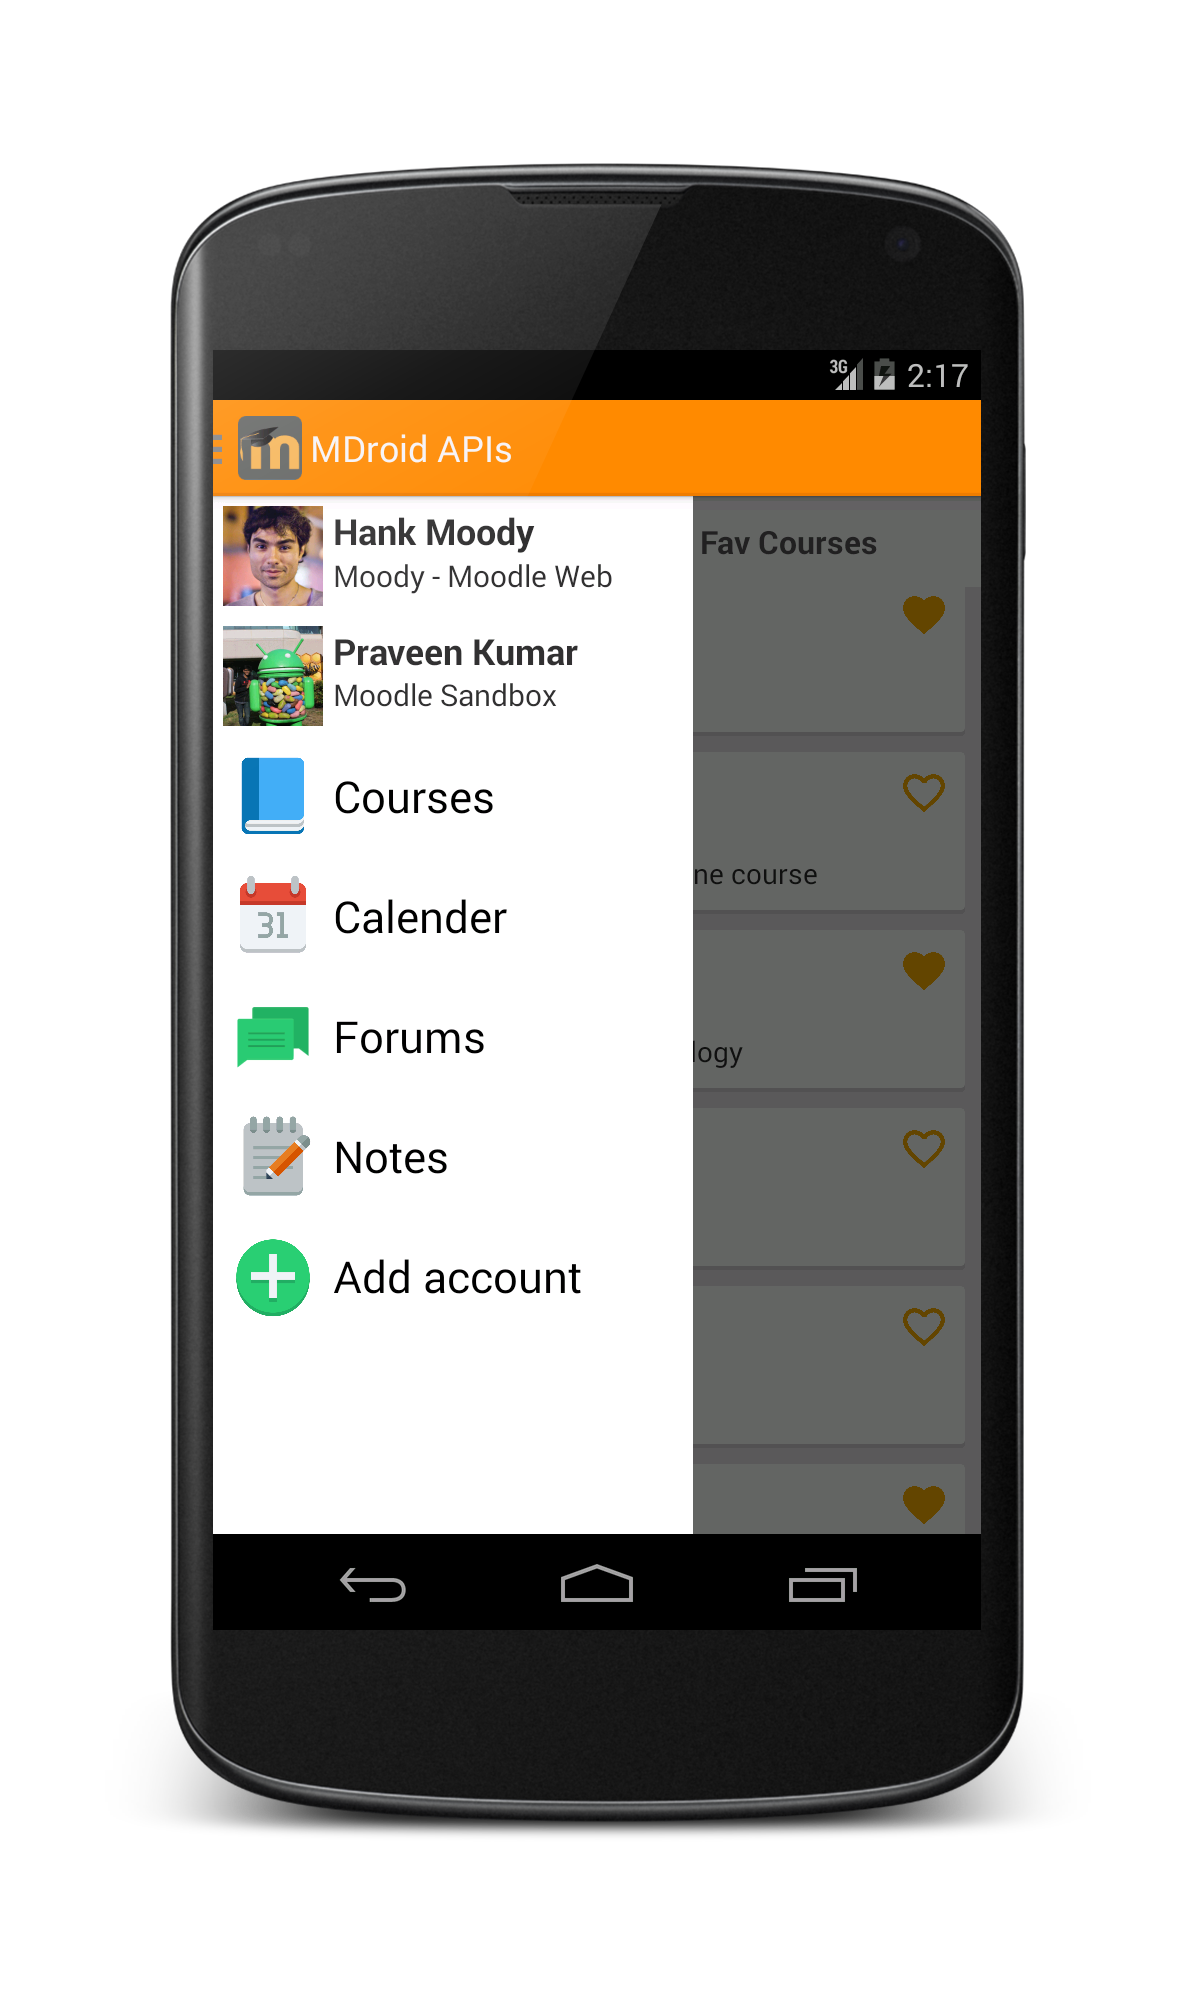 3G 2:17
m MDroid APIs
Hank Moody
Moody - Moodle Web
Fav Courses
Praveen Kumar
Moodle Sandbox
Courses
ne course
31 Calender
Forums
logy
Notes
Add account